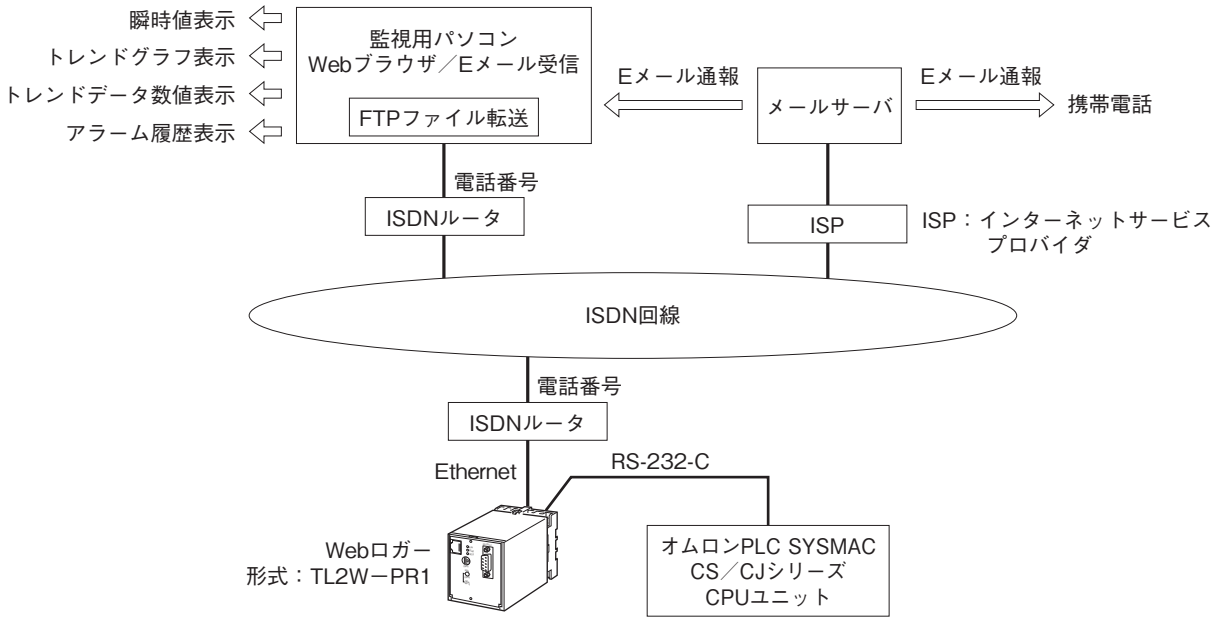 瞬時値表示
トレンドグラフ表示
トレンドデータ数値表示
アラーム履歴表示
監視用パソコン
Webブラウザ／Eメール受信
FTPファイル転送
Eメール通報
メールサーバ
Eメール通報
携帯電話
電話番号
ISDNルータ
ISP
ISP：インターネットサービス
プロバイダ
ISDN回線
電話番号
ISDNルータ
Ethernet
RS-232-C
Webロガー
形式：TL2W－PR1
オムロンPLC SYSMAC
CS／CJシリーズ
CPUユニット